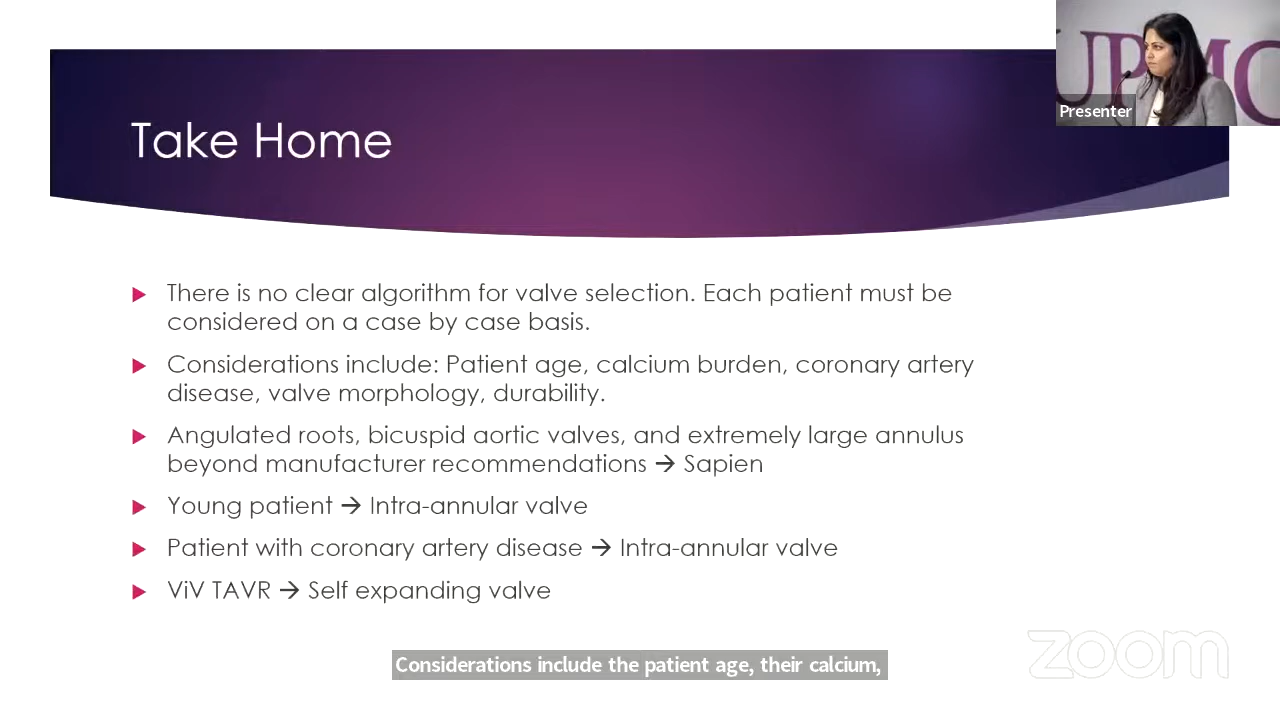 UPMC
Presenter
Take Home
There is no clear algorithm for valve selection. Each patient must be
considered on a case by case basis.
Considerations include: Patient age, calcium burden, coronary artery
disease, valve morphology, durability.
Angulated roots, bicuspid aortic valves, and extremely large annulus
beyond manufacturer recommendations → Sapien
Young patient → Intra-annular valve
Patient with coronary artery disease → Intra-annular valve
ViV TAVR → Self expanding valve
Considerations include the patient age, their calcium,
zoom